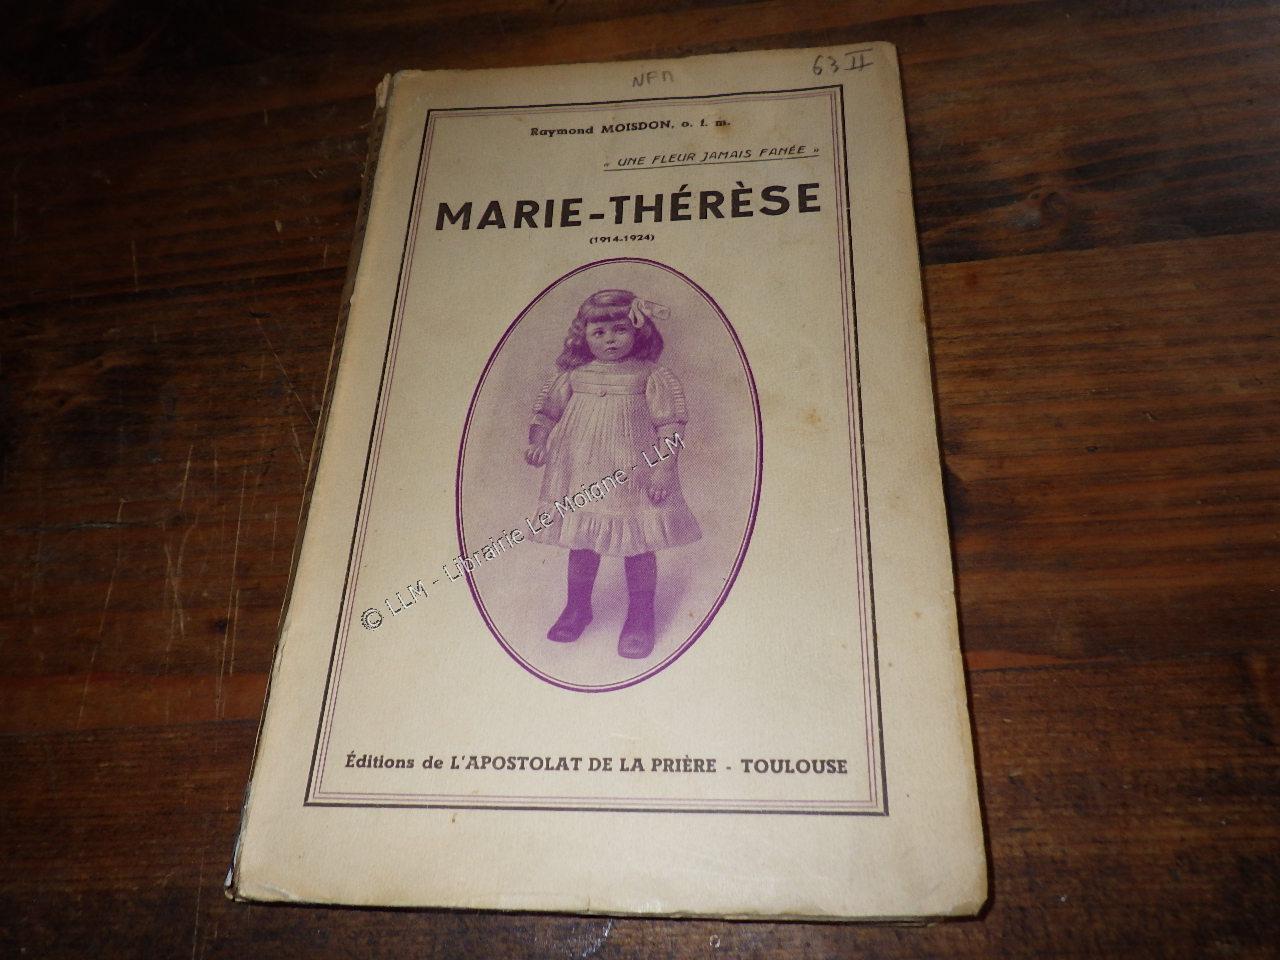 NFM
63 II
Raymond MOISDON, o. f. m.
« UNE FLEUR JAMAIS FANÉE »
MARIE-THÉRÈSE
(1914-1924)
© LLM - Librairie Le Moigne - LLM
Éditions de L'APOSTOLAT DE LA PRIÈRE - TOULOUSE